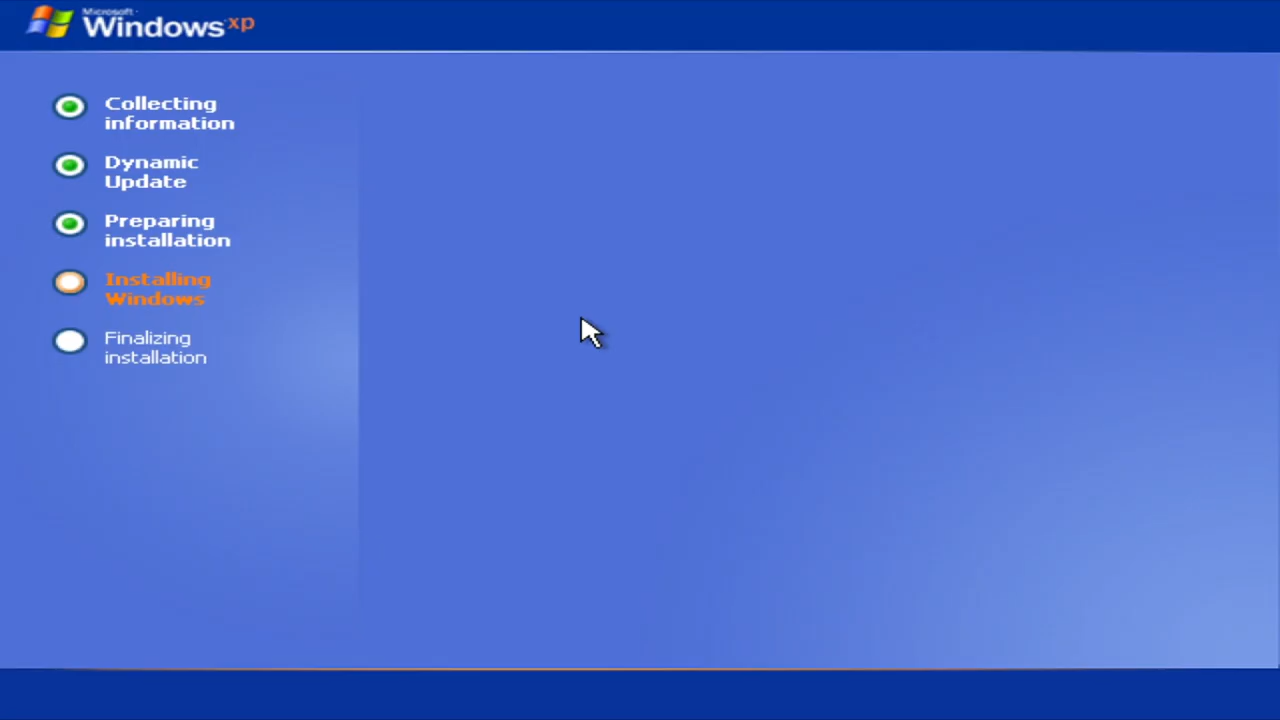 Microsoft
Windows xp
Collecting
information
Dynamic
Update
Preparing
installation
Installing
Windows
Finalizing
installation